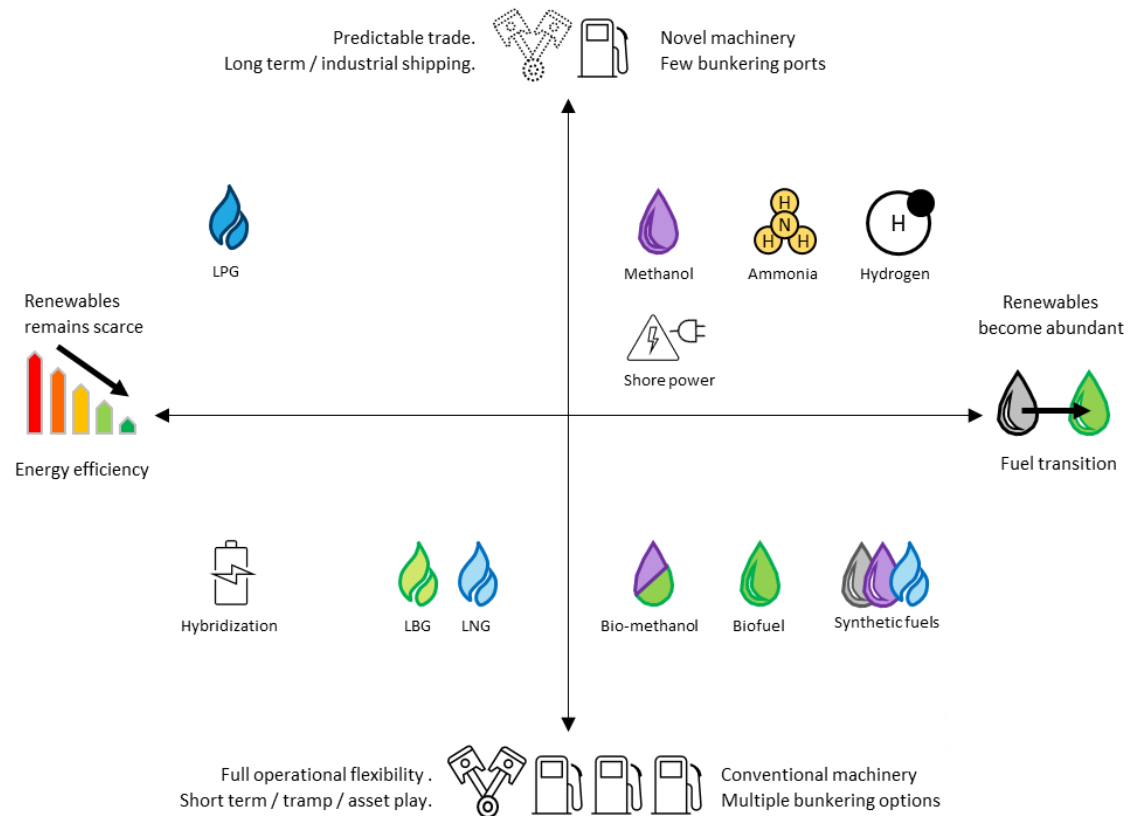 Predictable trade.
Long term / industrial shipping.
Novel machinery
Few bunkering ports
LPG
Methanol
H
N
H
H
Ammonia
H
Hydrogen
Renewables
remains scarce
Renewables
become abundant
Shore power
Energy efficiency
Fuel transition
Hybridization
LBG
LNG
Bio-methanol
Biofuel
Synthetic fuels
Full operational flexibility .
Short term / tramp / asset play.
Conventional machinery
Multiple bunkering options